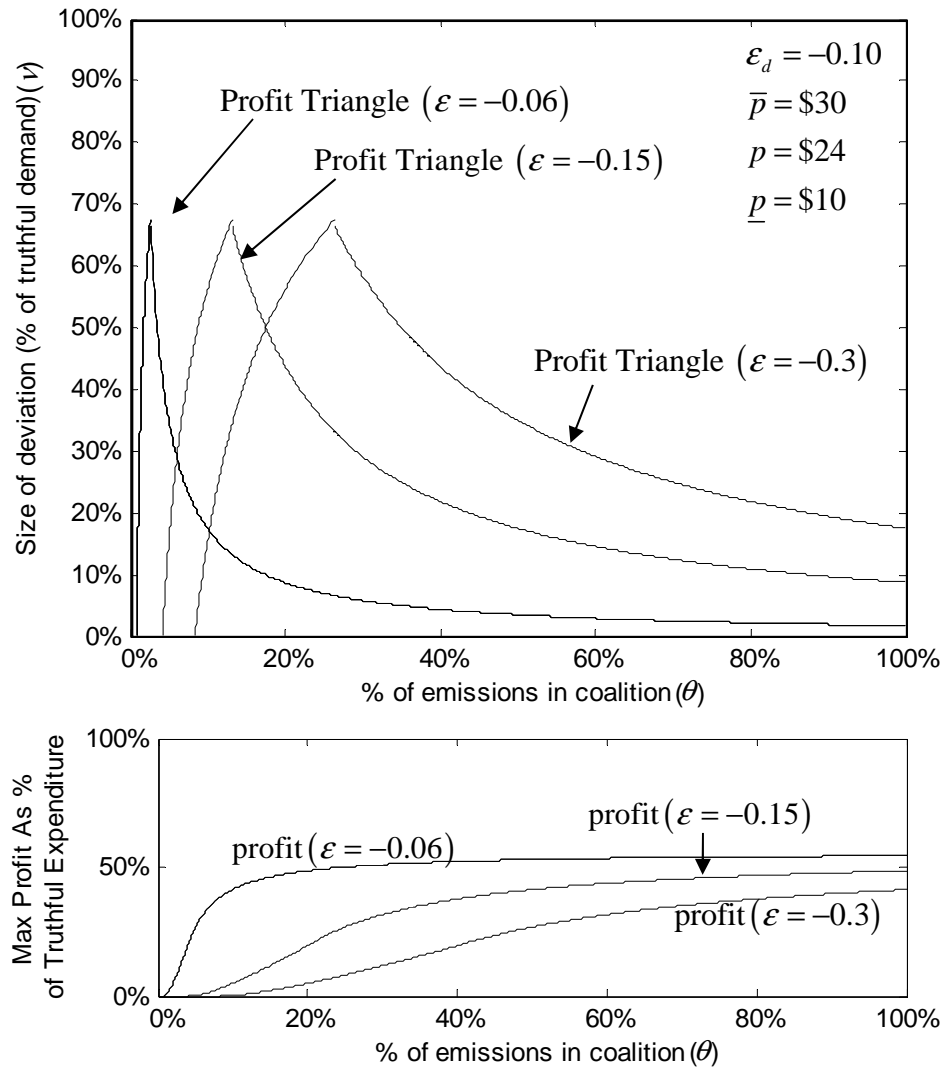 100%
90%
80%
70%
60%
50%
40%
30%
20%
10%
0%
Size of deviation (% of truthful demand) (ν)
Profit Triangle (ε = −0.06)
Profit Triangle (ε = −0.15)
Profit Triangle (ε = −0.3)
ε_d = −0.10
p̅ = $30
p = $24
p̲ = $10
0% 20% 40% 60% 80% 100%
% of emissions in coalition (θ)
100%
50%
0%
Max Profit As %
of Truthful Expenditure
profit (ε = −0.06)
profit (ε = −0.15)
profit (ε = −0.3)
0% 20% 40% 60% 80% 100%
% of emissions in coalition (θ)